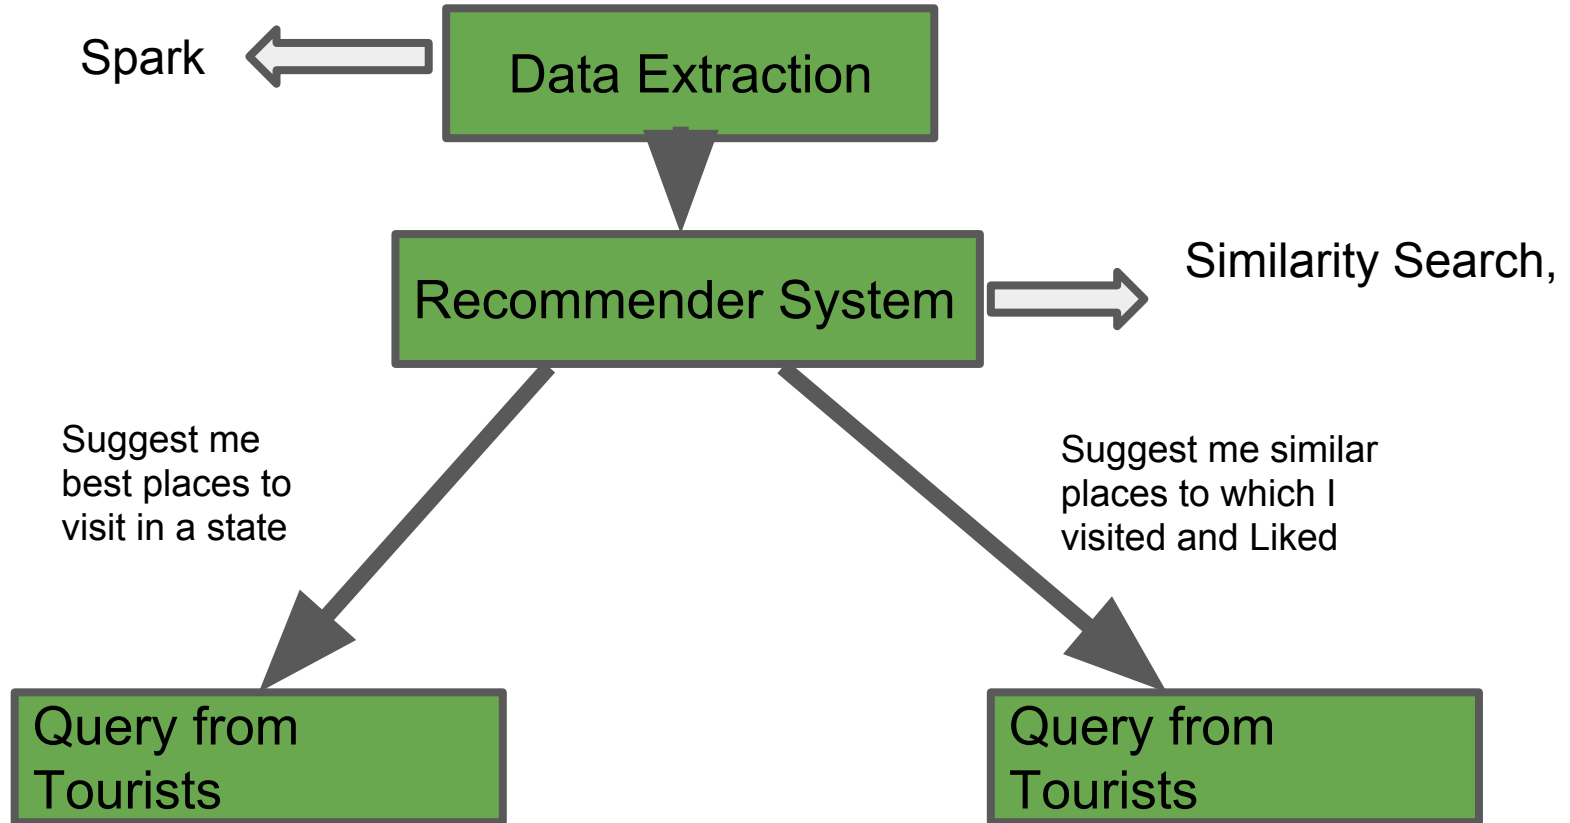 Spark
Data Extraction
Recommender System
Similarity Search,
Suggest me
best places to
visit in a state
Suggest me similar
places to which I
visited and Liked
Query from
Tourists
Query from
Tourists